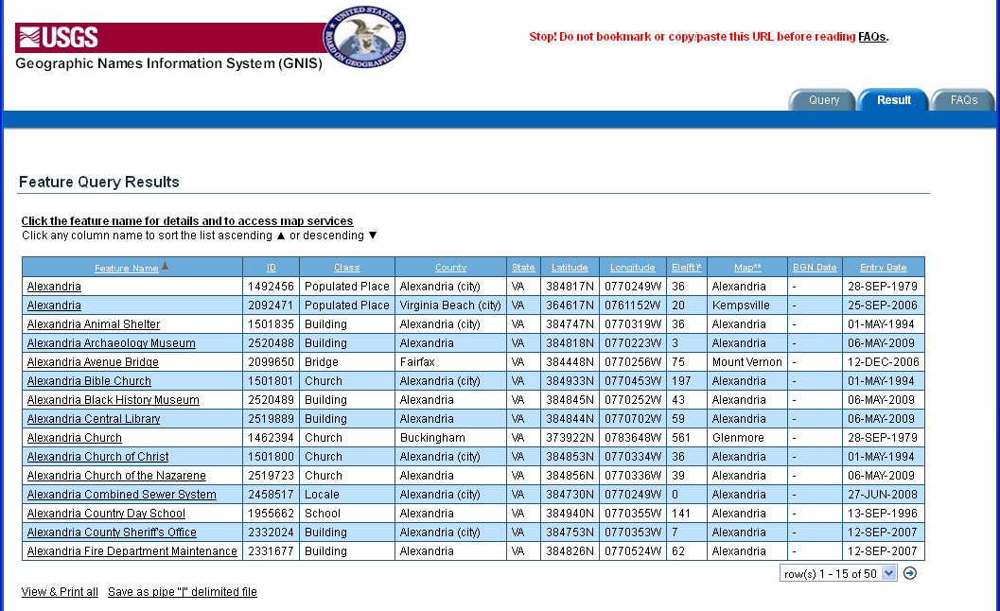 USGS
UNITED STATES
BOARD ON GEOGRAPHIC NAMES
Geographic Names Information System (GNIS)
Stop! Do not bookmark or copy/paste this URL before reading FAQs.
Query Result FAQs
Feature Query Results
Click the feature name for details and to access map services
Click any column name to sort the list ascending ▲ or descending ▼
Feature Name ▲ ID Class County State Latitude Longitude Ele(ft)* Map** BGN Date Entry Date
Alexandria 1492456 Populated Place Alexandria (city) VA 384817N 0770249W 36 Alexandria - 28-SEP-1979
Alexandria 2092471 Populated Place Virginia Beach (city) VA 364617N 0761152W 20 Kempsville - 25-SEP-2006
Alexandria Animal Shelter 1501835 Building Alexandria (city) VA 384747N 0770319W 36 Alexandria - 01-MAY-1994
Alexandria Archaeology Museum 2520488 Building Alexandria VA 384818N 0770223W 3 Alexandria - 06-MAY-2009
Alexandria Avenue Bridge 2099650 Bridge Fairfax VA 384448N 0770256W 75 Mount Vernon - 12-DEC-2006
Alexandria Bible Church 1501801 Church Alexandria (city) VA 384933N 0770453W 197 Alexandria - 01-MAY-1994
Alexandria Black History Museum 2520489 Building Alexandria VA 384845N 0770252W 43 Alexandria - 06-MAY-2009
Alexandria Central Library 2519889 Building Alexandria VA 384844N 0770702W 59 Alexandria - 06-MAY-2009
Alexandria Church 1462394 Church Buckingham VA 373922N 0783648W 561 Glenmore - 28-SEP-1979
Alexandria Church of Christ 1501800 Church Alexandria (city) VA 384853N 0770334W 36 Alexandria - 01-MAY-1994
Alexandria Church of the Nazarene 2519723 Church Alexandria VA 384856N 0770336W 39 Alexandria - 06-MAY-2009
Alexandria Combined Sewer System 2458517 Locale Alexandria (city) VA 384730N 0770249W 0 Alexandria - 27-JUN-2008
Alexandria Country Day School 1955662 School Alexandria VA 384940N 0770355W 141 Alexandria - 13-SEP-1996
Alexandria County Sheriff's Office 2332024 Building Alexandria (city) VA 384753N 0770353W 7 Alexandria - 12-SEP-2007
Alexandria Fire Department Maintenance 2331677 Building Alexandria VA 384826N 0770524W 62 Alexandria - 12-SEP-2007
row(s) 1 - 15 of 50
View & Print all Save as pipe "|" delimited file